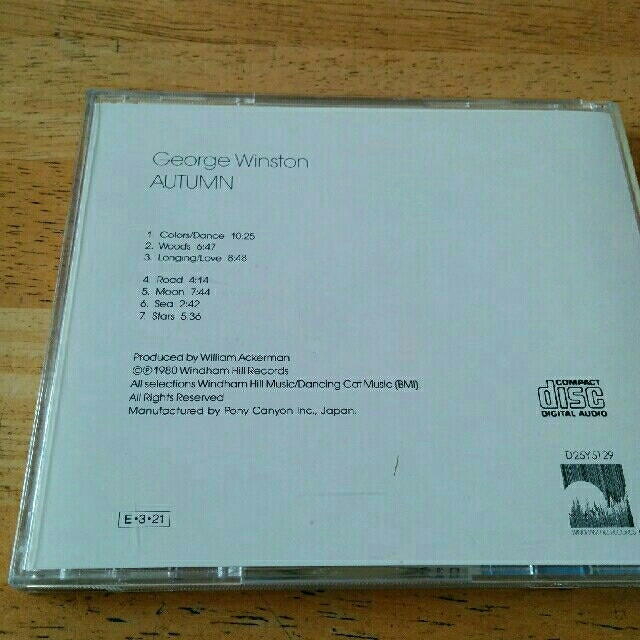 George Winston
AUTUMN
1. Colors/Dance 10:25
2. Woods 6:47
3. Longing/Love 8:48
4. Road 4:14
5. Moon 7:44
6. Sea 2:42
7. Stars 5:36
Produced by William Ackerman
©℗1980 Windham Hill Records
All selections Windham Hill Music/Dancing Cat Music (BMI).
All Rights Reserved
Manufactured by Pony Canyon Inc., Japan.
COMPACT
disc
DIGITAL AUDIO
D25Y5129
WINDHAM HILL RECORDS
E•3•21